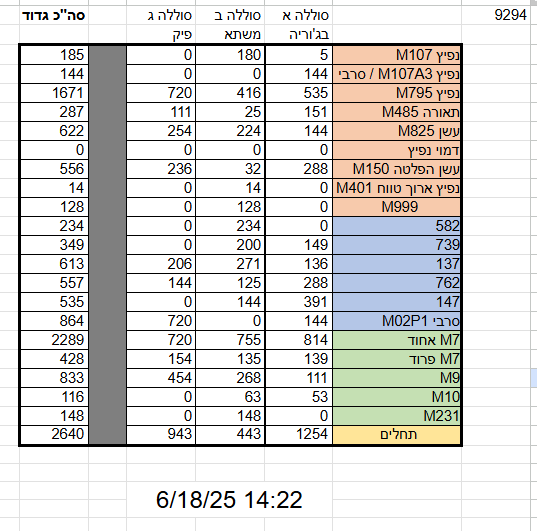 9294 סוללה א סוללה ב סוללה ג סה"כ גדוד
בג'וריה משתא פיק
נפיץ M107 5 180 0 185
נפיץ M107A3 / סרבי 144 0 0 144
נפיץ M795 535 416 720 1671
תאורה M485 151 25 111 287
עשן M825 144 224 254 622
דמוי נפיץ 0 0 0 0
עשן הפלטה M150 288 32 236 556
נפיץ ארוך טווח M401 0 14 0 14
M999 0 128 0 128
582 0 234 0 234
739 149 200 0 349
137 136 271 206 613
762 288 125 144 557
147 391 144 0 535
סרבי M02P1 144 0 720 864
M7 אחוד 814 755 720 2289
M7 פרוד 139 135 154 428
M9 111 268 454 833
M10 53 63 0 116
M231 0 148 0 148
תחלים 1254 443 943 2640
6/18/25 14:22